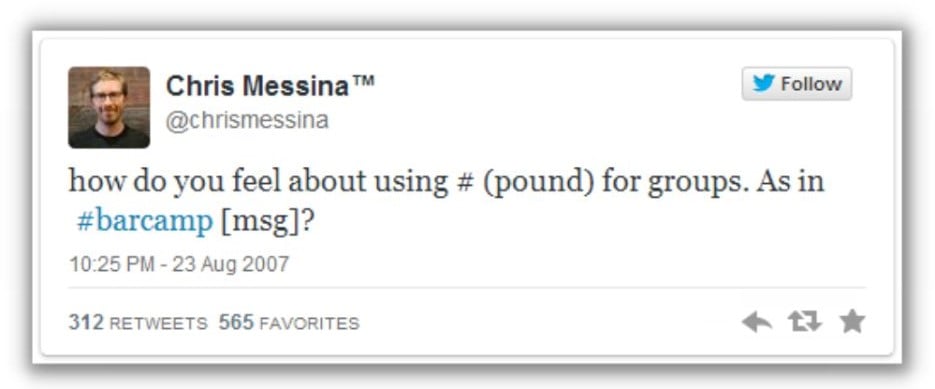 Chris Messina™
Follow
@chrismessina
how do you feel about using # (pound) for groups. As in
#barcamp [msg]?
10:25 PM - 23 Aug 2007
312 RETWEETS 565 FAVORITES